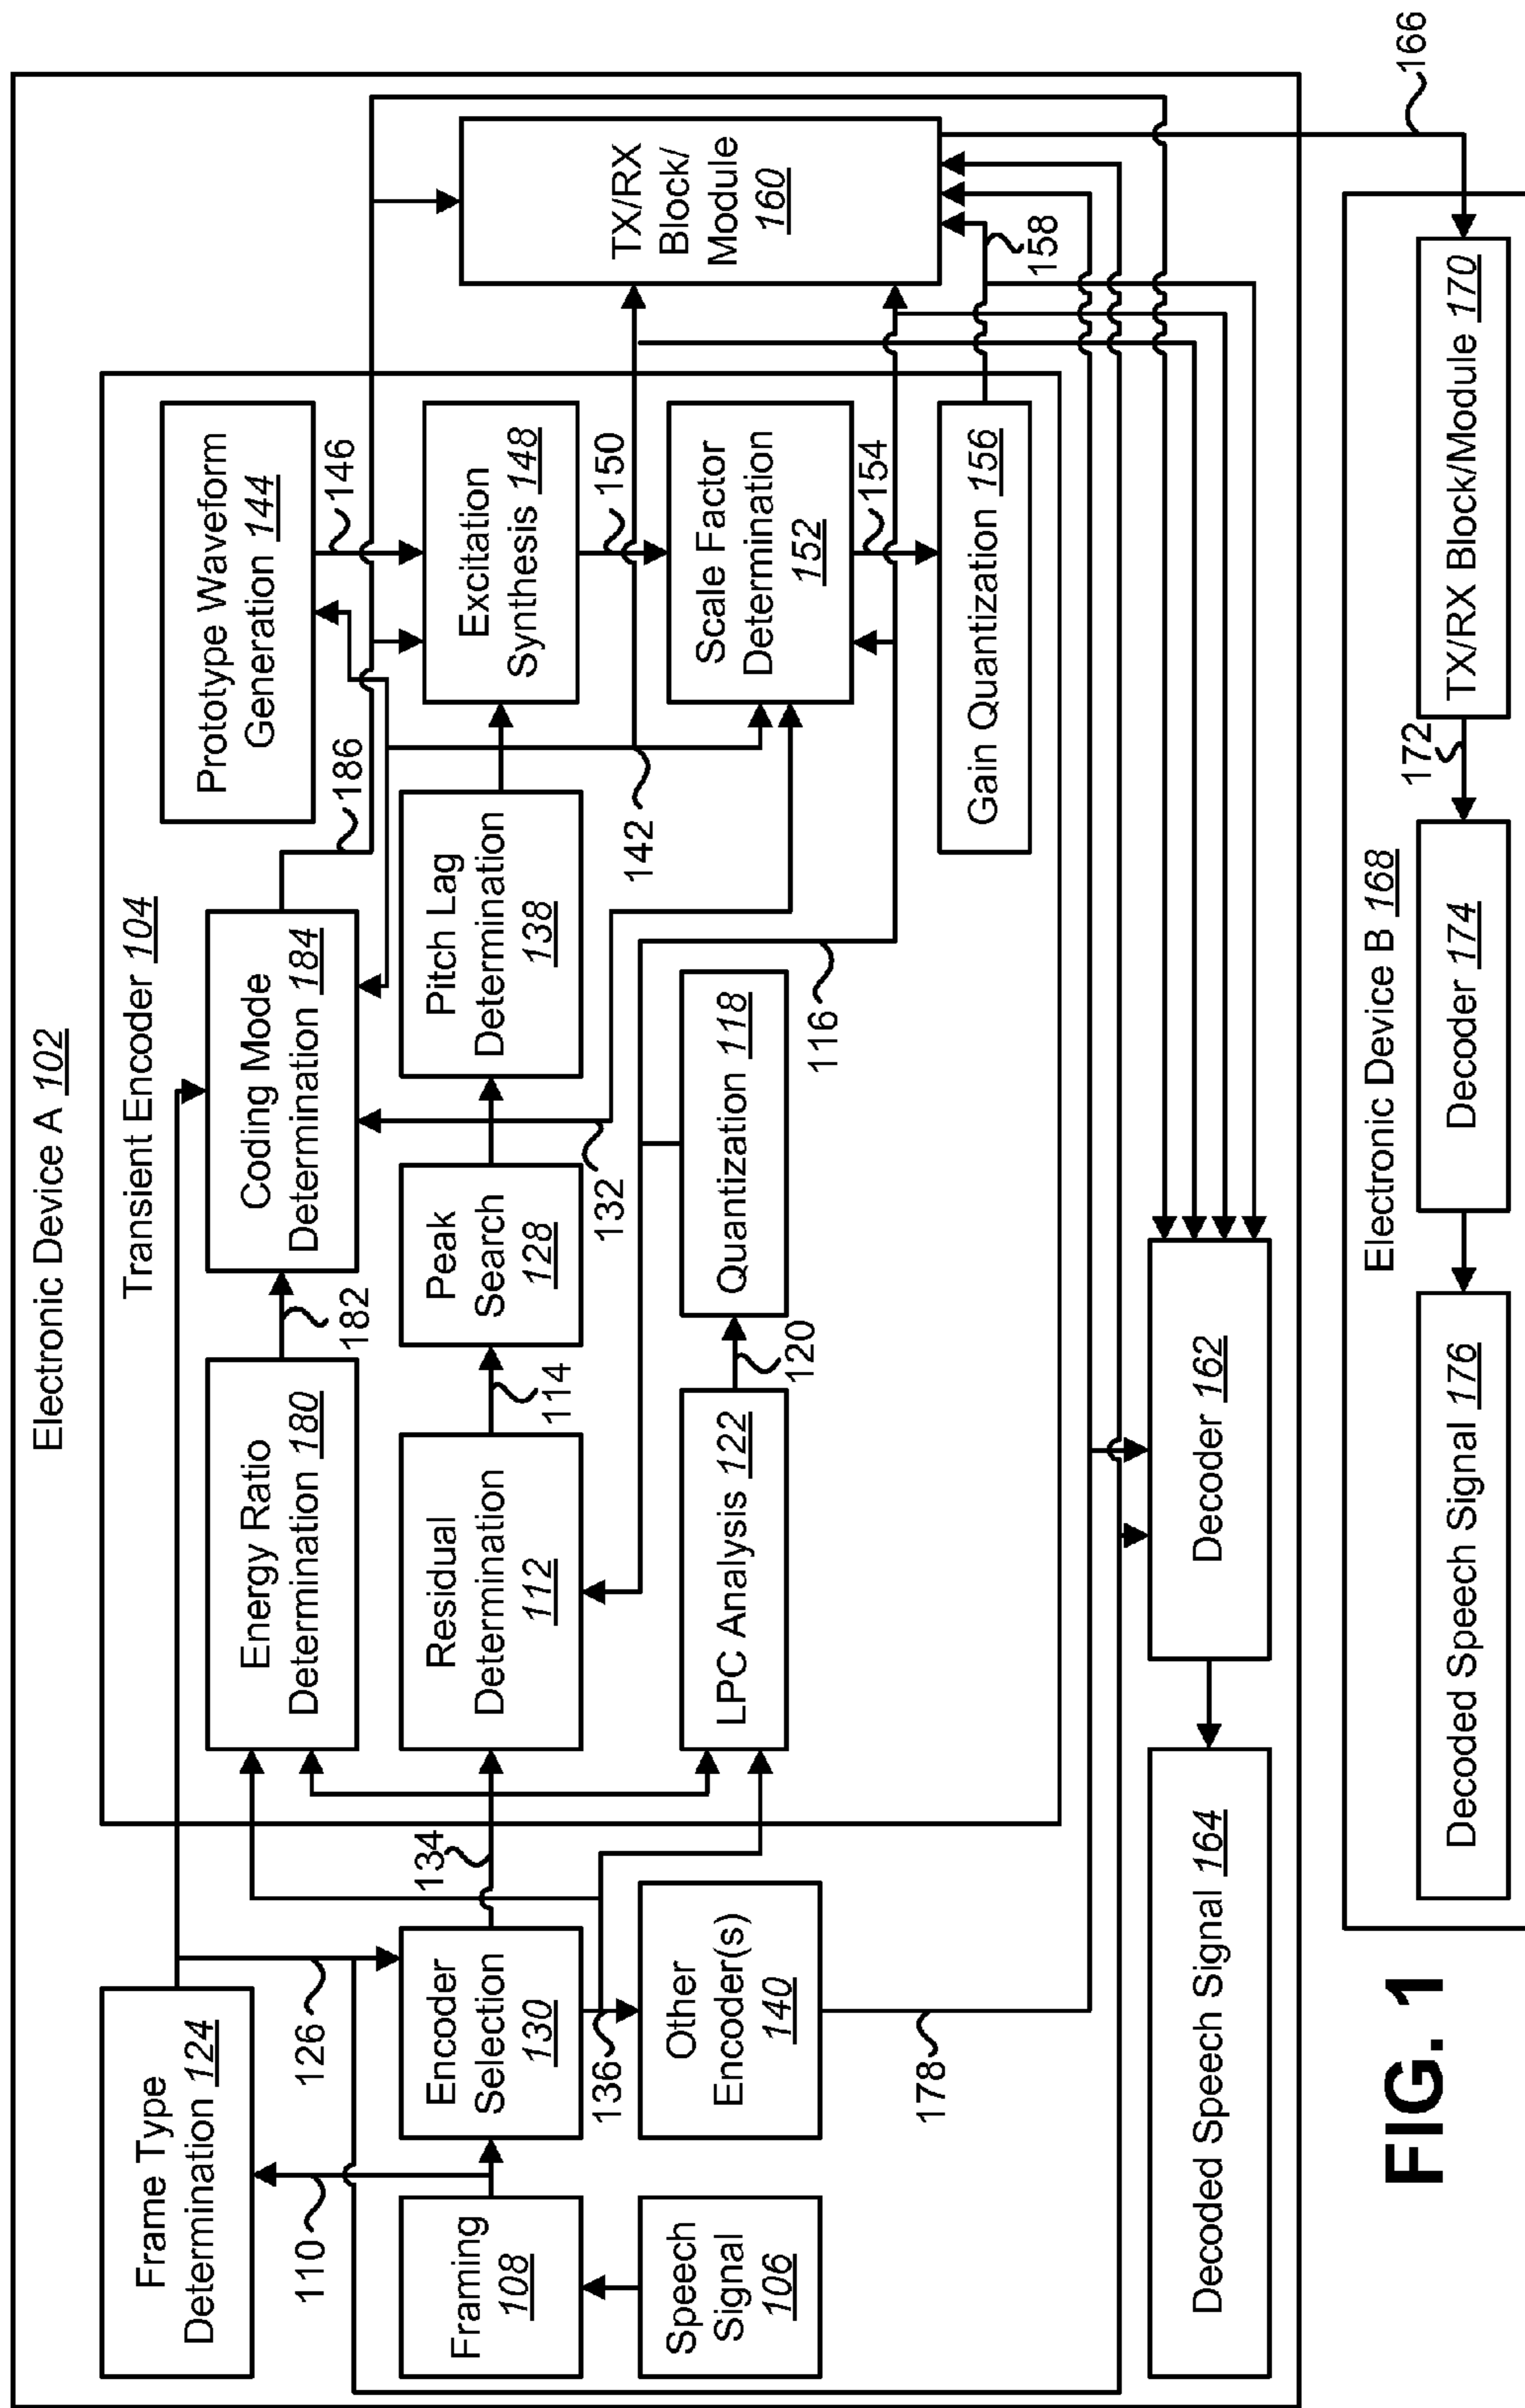 Electronic Device A 102
Transient Encoder 104
Frame Type
Determination 124
126
110
Framing
108
Speech
Signal
106
Encoder
Selection
130
134
136
Other
Encoder(s)
140
178
Energy Ratio
Determination 180
182
Coding Mode
Determination 184
186
Prototype Waveform
Generation 144
146
Residual
Determination
112
114
Peak
Search
128
132
Pitch Lag
Determination
138
142
Excitation
Synthesis 148
150
LPC Analysis 122
120
Quantization 118
116
Scale Factor
Determination
152
154
Gain Quantization 156
158
TX/RX
Block/
Module
160
Decoded Speech Signal 164
Decoder 162
166
Electronic Device B 168
Decoded Speech Signal 176
Decoder 174
172
TX/RX Block/Module 170
FIG. 1